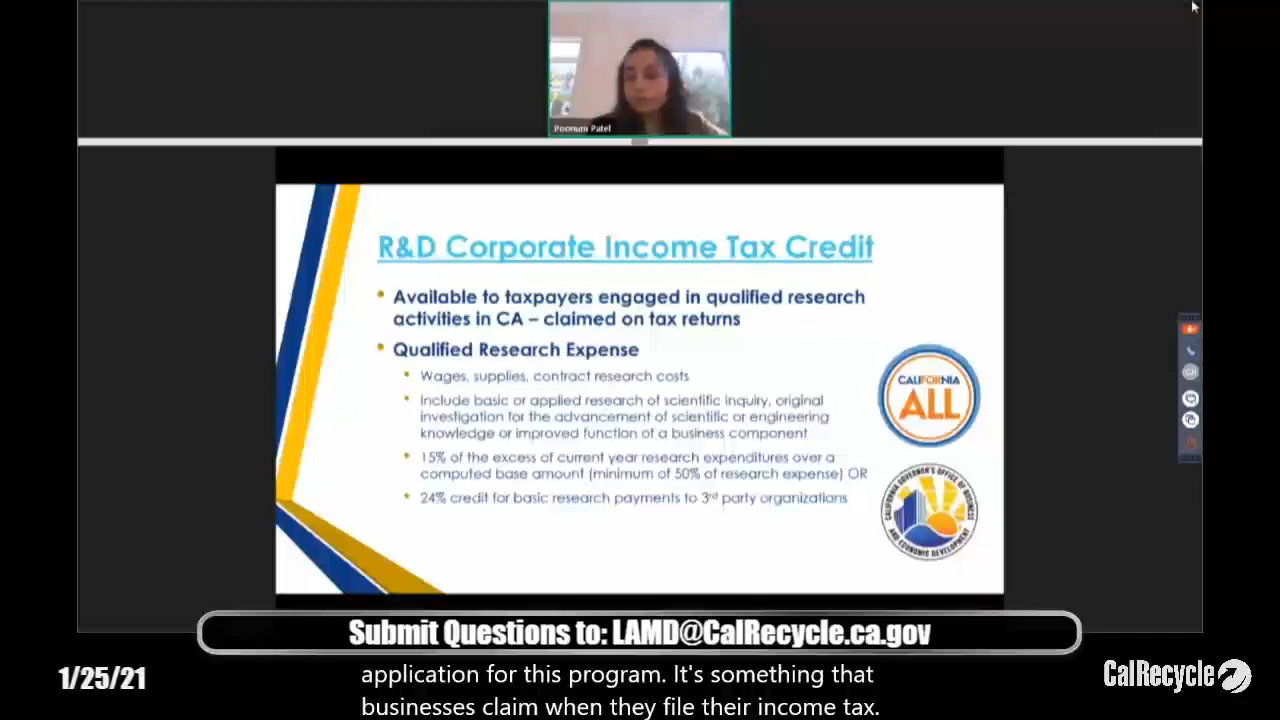 Poonum Patel
R&D Corporate Income Tax Credit
• Available to taxpayers engaged in qualified research
activities in CA – claimed on tax returns
• Qualified Research Expense
• Wages, supplies, contract research costs
• Include basic or applied research of scientific inquiry, original
investigation for the advancement of scientific or engineering
knowledge or improved function of a business component
• 15% of the excess of current year research expenditures over a
computed base amount (minimum of 50% of research expense) OR
• 24% credit for basic research payments to 3rd party organizations
CALIFORNIA
ALL
CALIFORNIA GOVERNOR'S OFFICE OF BUSINESS
AND ECONOMIC DEVELOPMENT
Submit Questions to: LAMD@CalRecycle.ca.gov
application for this program. It's something that
businesses claim when they file their income tax.
1/25/21
CalRecycle